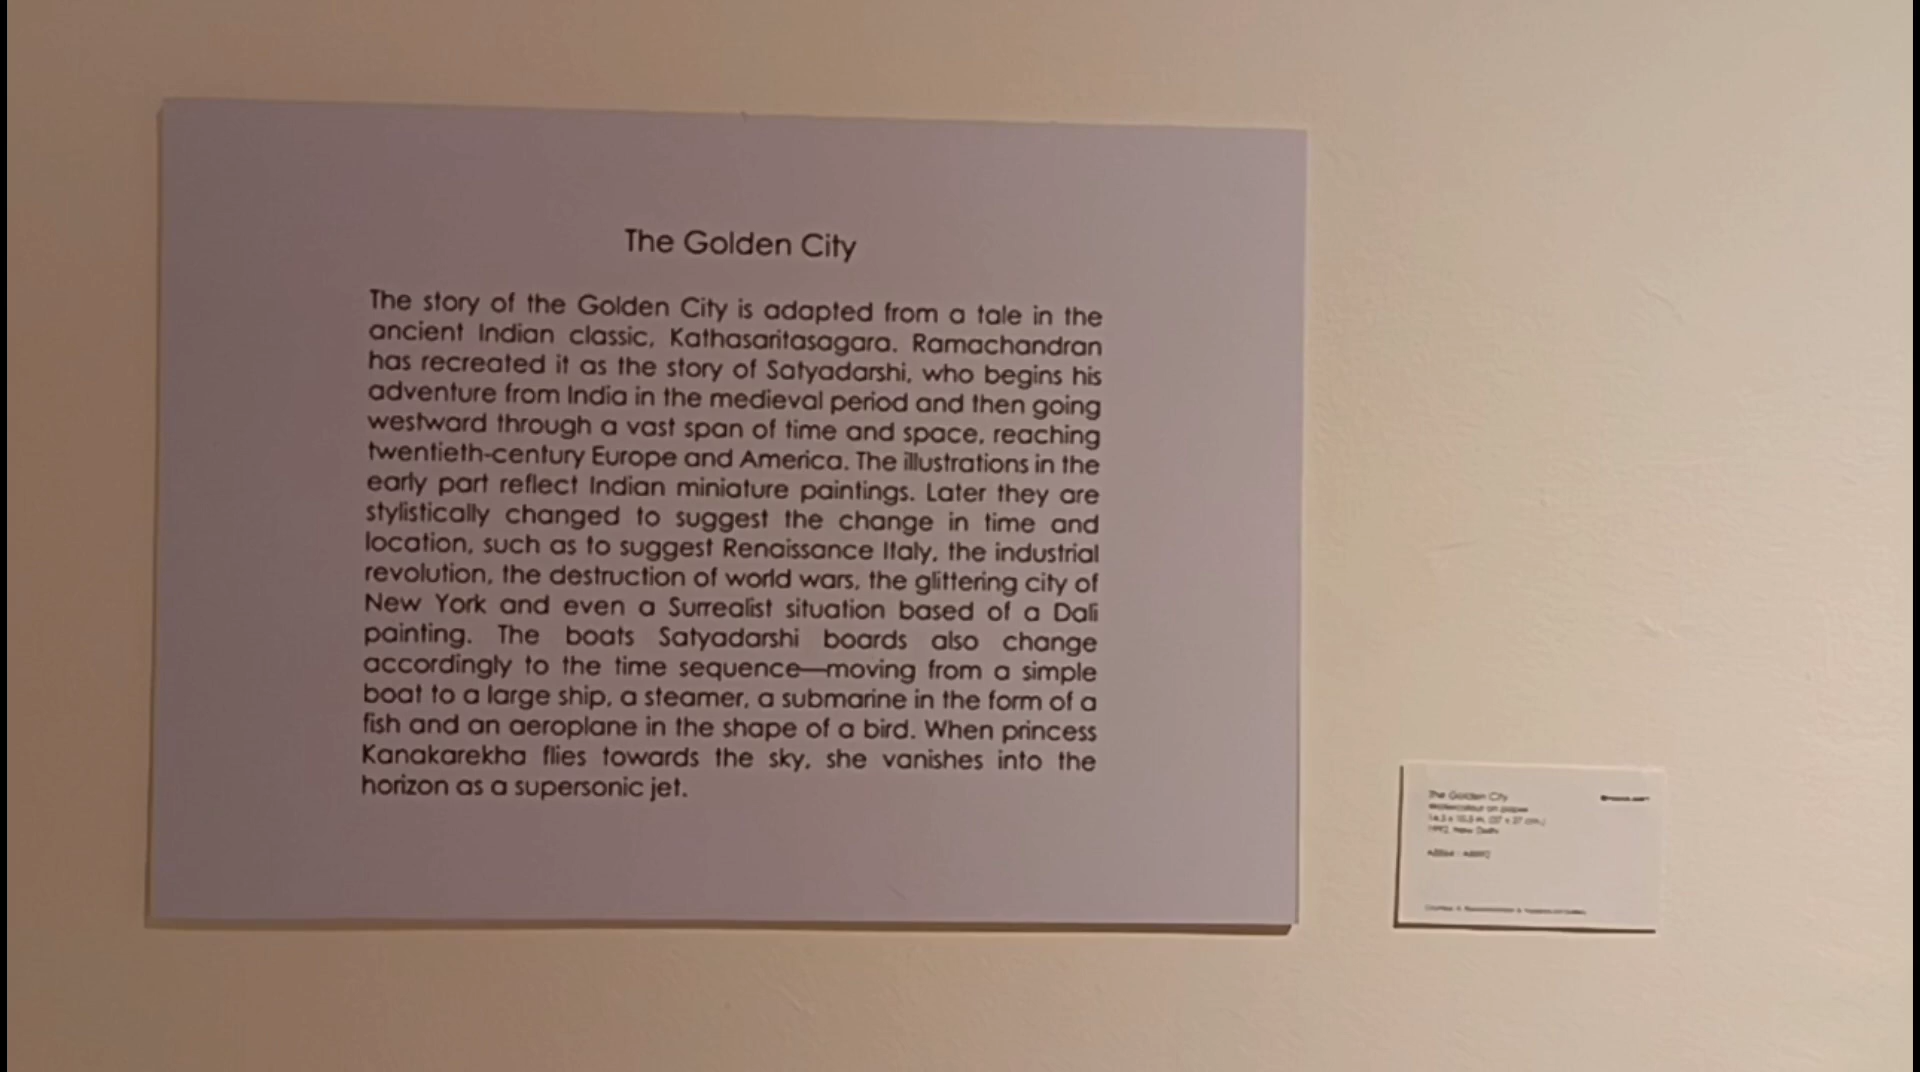 The Golden City
The story of the Golden City is adapted from a tale in the
ancient Indian classic, Kathasaritasagara. Ramachandran
has recreated it as the story of Satyadarshi, who begins his
adventure from India in the medieval period and then going
westward through a vast span of time and space, reaching
twentieth-century Europe and America. The illustrations in the
early part reflect Indian miniature paintings. Later they are
stylistically changed to suggest the change in time and
location, such as to suggest Renaissance Italy, the industrial
revolution, the destruction of world wars, the glittering city of
New York and even a Surrealist situation based of a Dali
painting. The boats Satyadarshi boards also change
accordingly to the time sequence—moving from a simple
boat to a large ship, a steamer, a submarine in the form of a
fish and an aeroplane in the shape of a bird. When princess
Kanakarekha flies towards the sky, she vanishes into the
horizon as a supersonic jet.
The Golden City
Watercolour on paper
1992, New Delhi